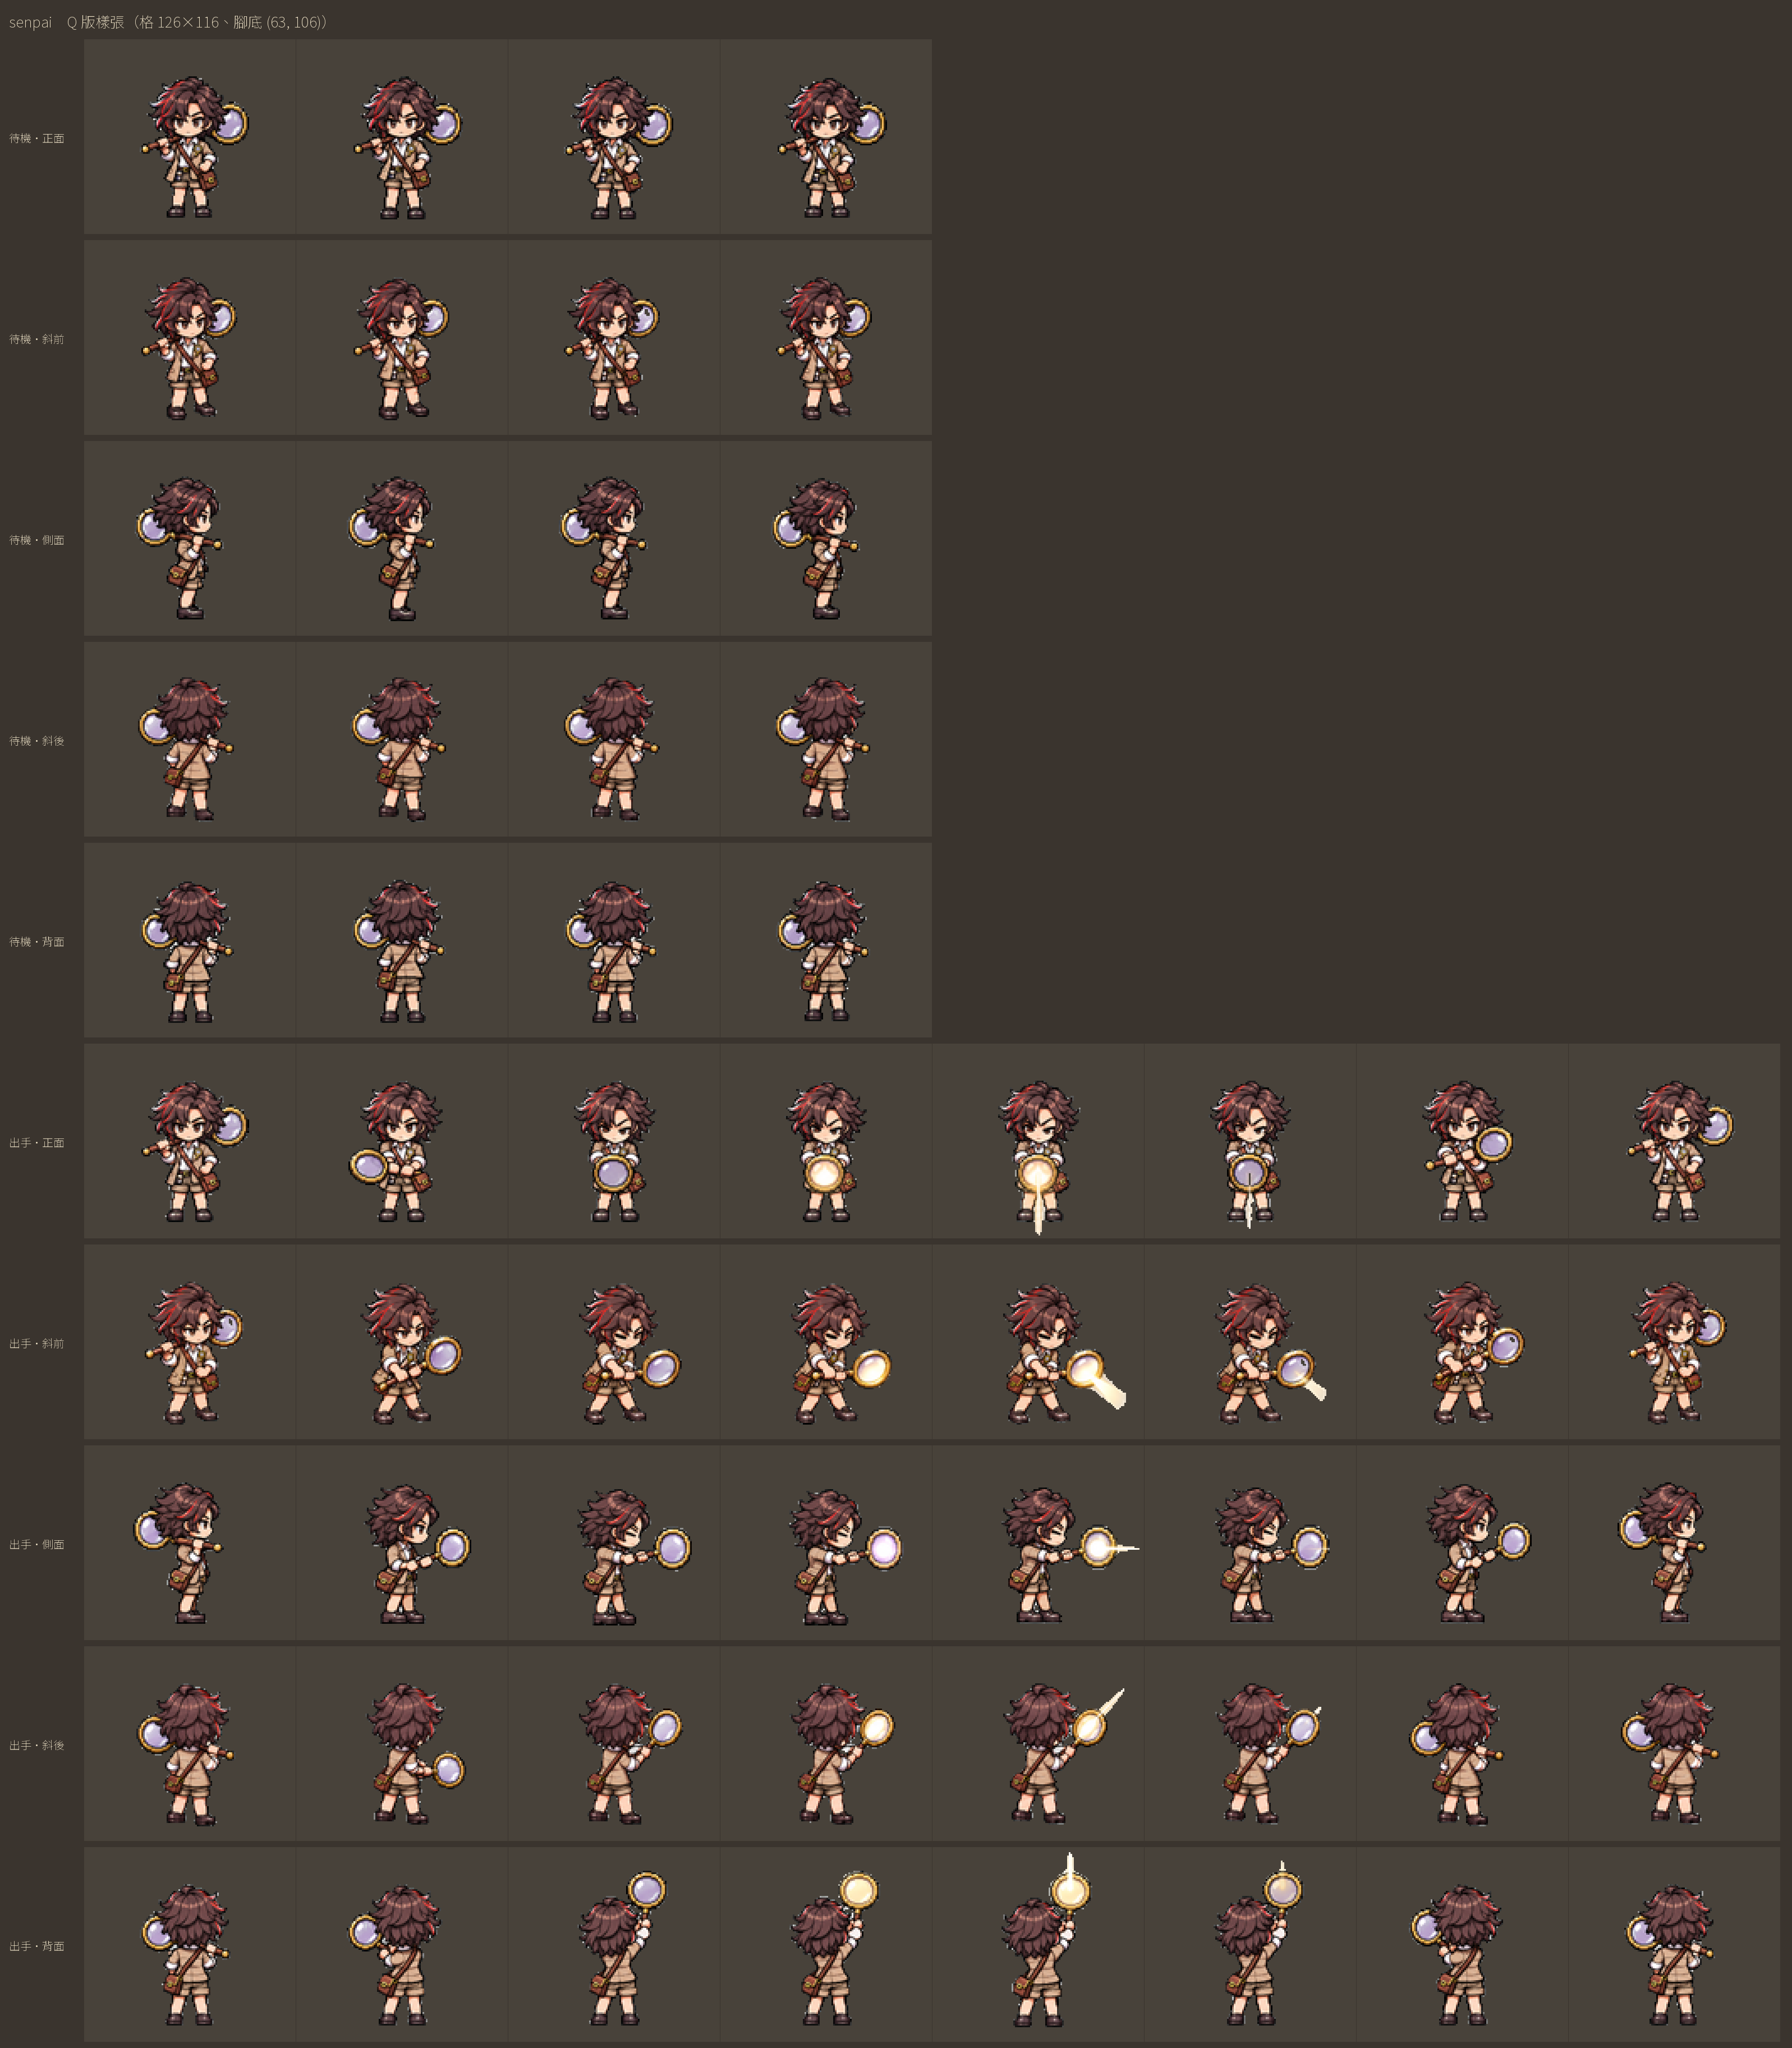 senpai Q 版樣張（格 126×116、腳底 (63, 106)）
待機・正面
待機・斜前
待機・側面
待機・斜後
待機・背面
出手・正面
出手・斜前
出手・側面
出手・斜後
出手・背面